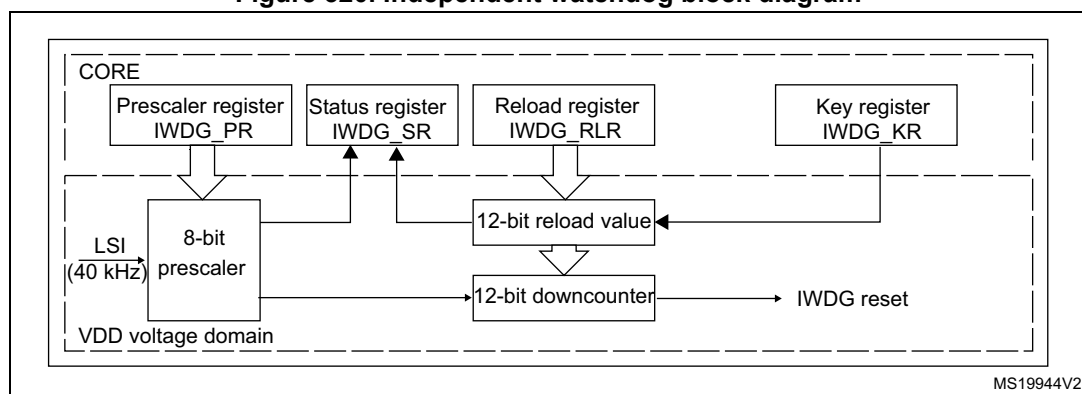 Figure 320. Independent watchdog block diagram
CORE
Prescaler register
IWDG_PR
Status register
IWDG_SR
Reload register
IWDG_RLR
Key register
IWDG_KR
LSI
(40 kHz)
8-bit
prescaler
12-bit reload value
12-bit downcounter
IWDG reset
VDD voltage domain
MS19944V2